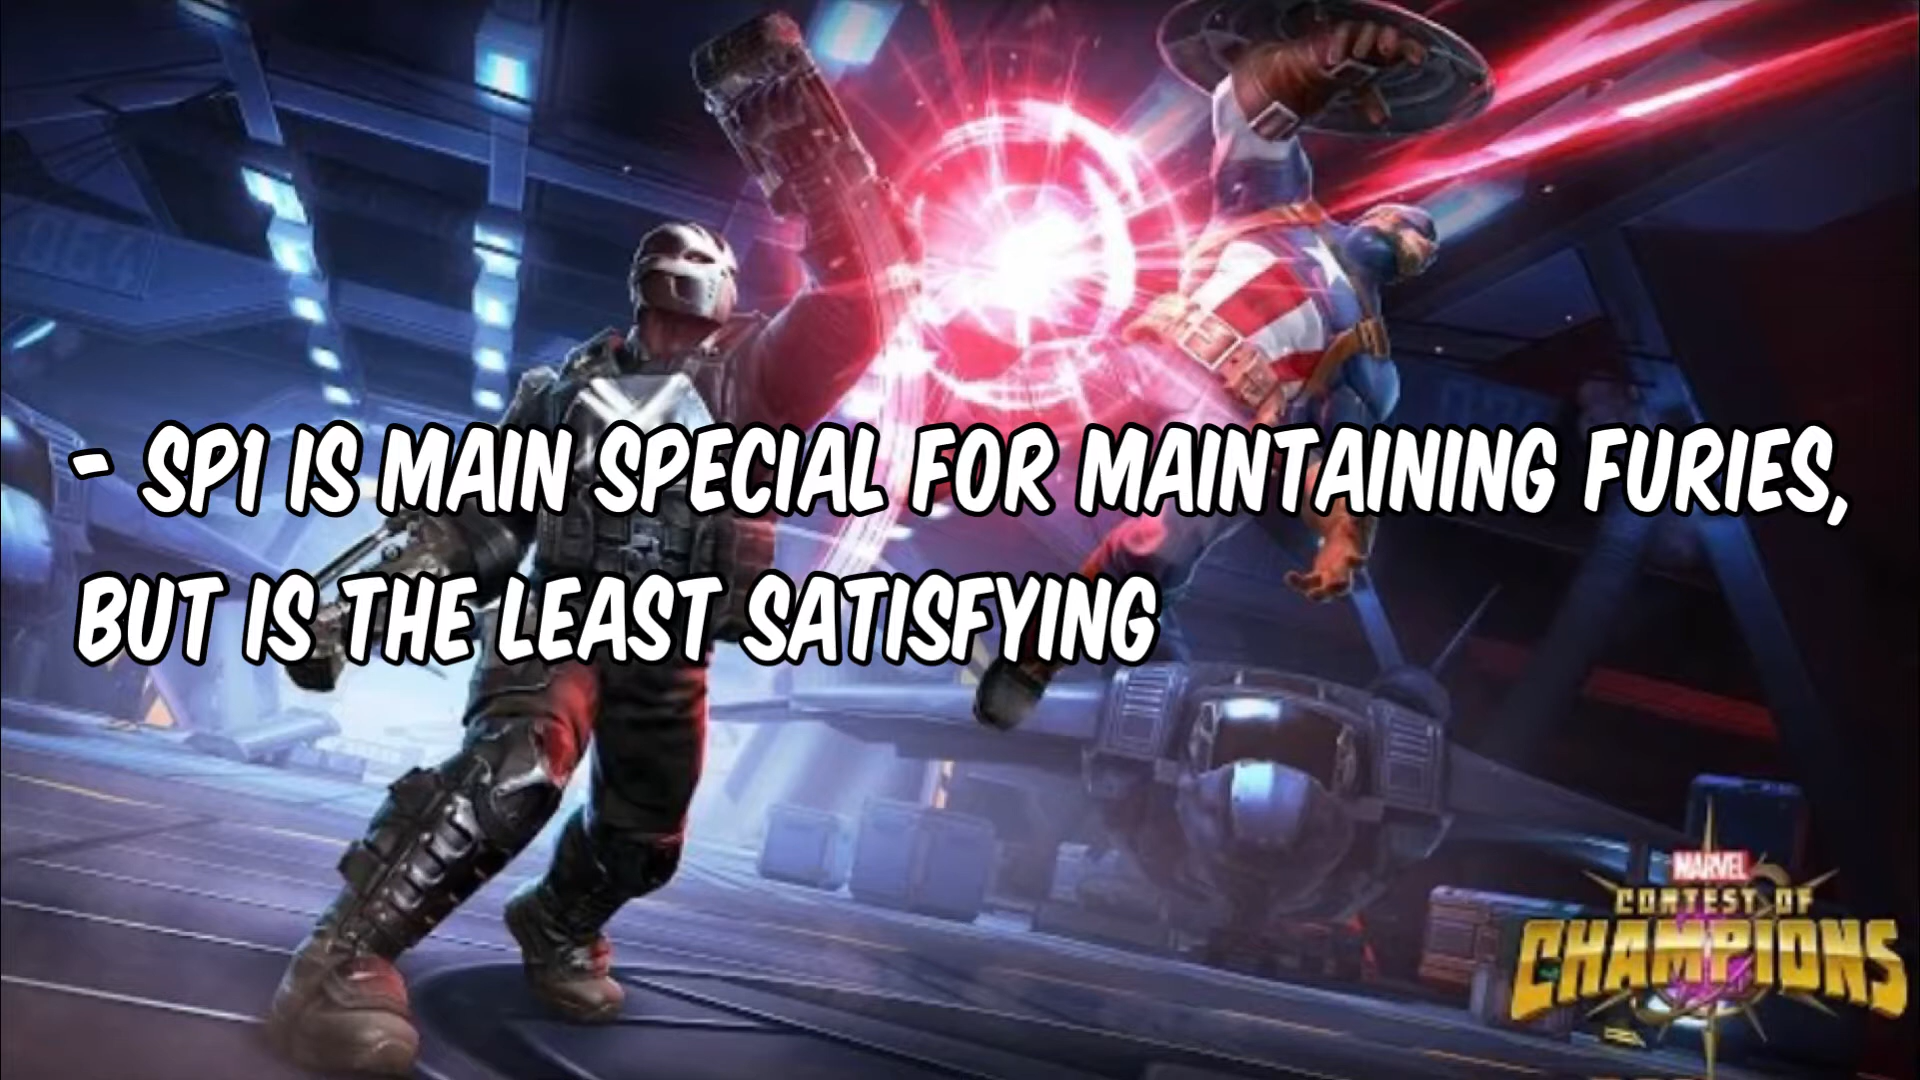 - SP1 IS MAIN SPECIAL FOR MAINTAINING FURIES,
BUT IS THE LEAST SATISFYING
MARVEL
CONTEST OF
CHAMPIONS